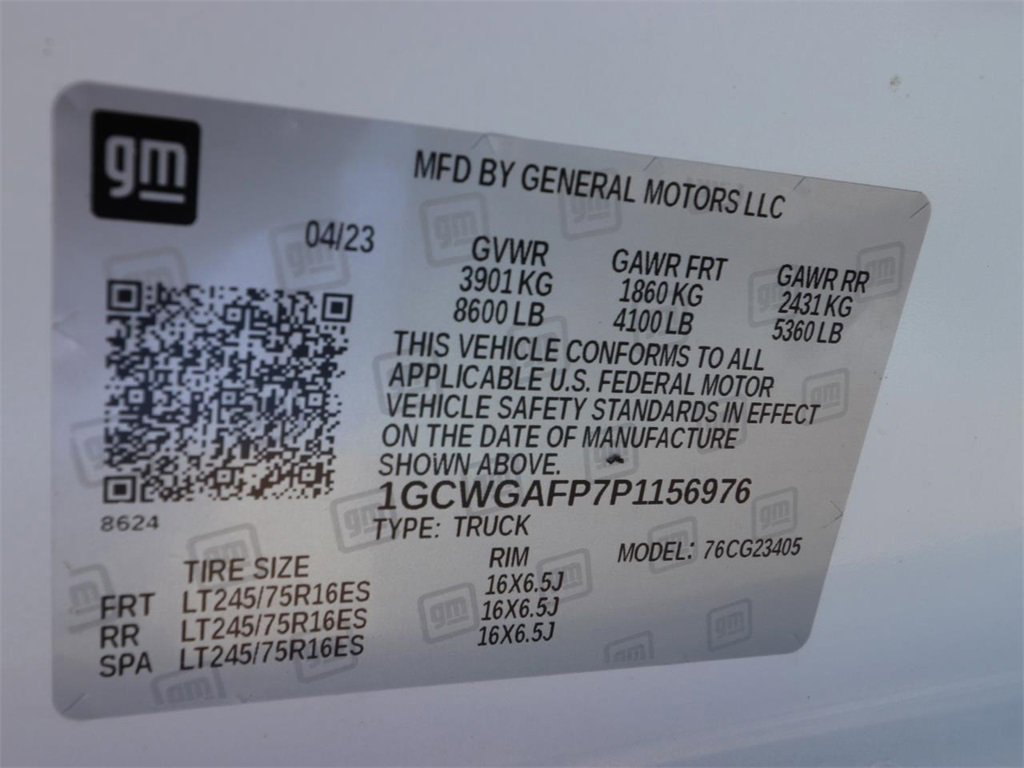 gm
MFD BY GENERAL MOTORS LLC
04/23
GVWR GAWR FRT GAWR RR
3901 KG 1860 KG 2431 KG
8600 LB 4100 LB 5360 LB
THIS VEHICLE CONFORMS TO ALL
APPLICABLE U.S. FEDERAL MOTOR
VEHICLE SAFETY STANDARDS IN EFFECT
ON THE DATE OF MANUFACTURE
SHOWN ABOVE.
1GCWGAFP7P1156976
8624
TYPE: TRUCK
MODEL: 76CG23405
TIRE SIZE RIM
FRT LT245/75R16ES 16X6.5J
RR LT245/75R16ES 16X6.5J
SPA LT245/75R16ES 16X6.5J